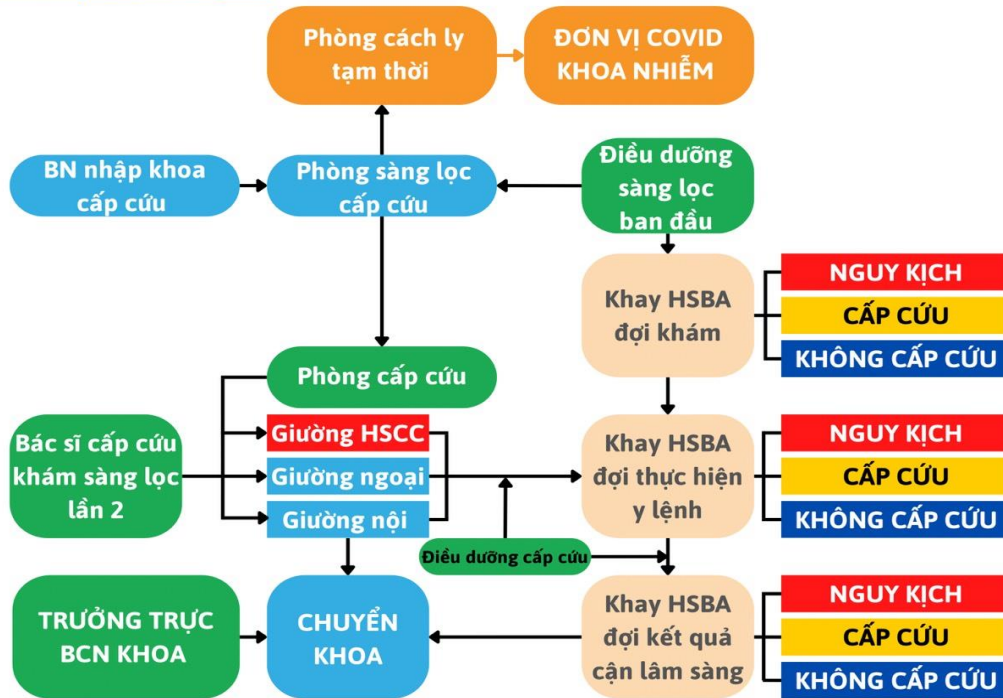 Phòng cách ly
tạm thời
ĐƠN VỊ COVID
KHOA NHIỄM
BN nhập khoa
cấp cứu
Phòng sàng lọc
cấp cứu
Điều dưỡng
sàng lọc
ban đầu
Khay HSBA
đợi khám
NGUY KỊCH
CẤP CỨU
KHÔNG CẤP CỨU
Phòng cấp cứu
Bác sĩ cấp cứu
khám sàng lọc
lần 2
Giường HSCC
Giường ngoại
Giường nội
Khay HSBA
đợi thực hiện
y lệnh
NGUY KỊCH
CẤP CỨU
KHÔNG CẤP CỨU
Điều dưỡng cấp cứu
TRƯỞNG TRỰC
BCN KHOA
CHUYỂN
KHOA
Khay HSBA
đợi kết quả
cận lâm sàng
NGUY KỊCH
CẤP CỨU
KHÔNG CẤP CỨU